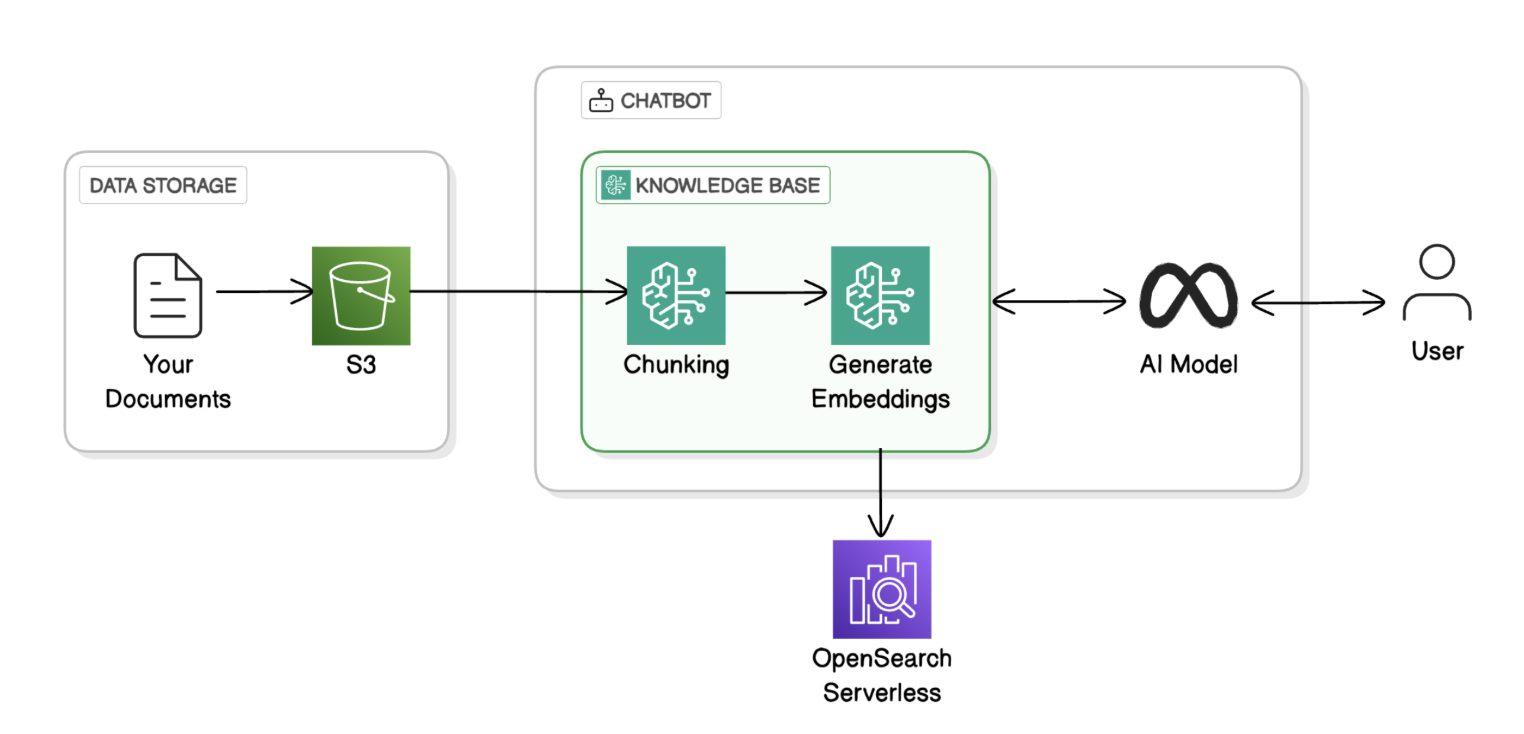 CHATBOT
DATA STORAGE
KNOWLEDGE BASE
Your
Documents
S3
Chunking
Generate
Embeddings
AI Model
User
OpenSearch
Serverless